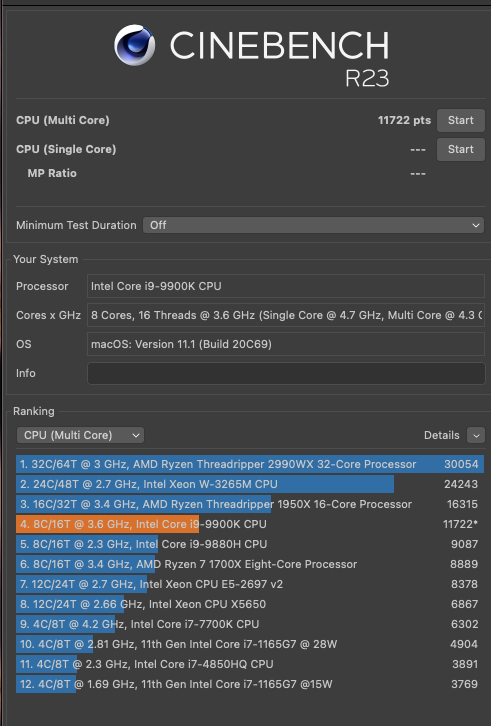 CINEBENCH
R23
CPU (Multi Core) 11722 pts Start
CPU (Single Core) --- Start
MP Ratio ---
Minimum Test Duration Off
Your System
Processor Intel Core i9-9900K CPU
Cores x GHz 8 Cores, 16 Threads @ 3.6 GHz (Single Core @ 4.7 GHz, Multi Core @ 4.3 G
OS macOS: Version 11.1 (Build 20C69)
Info
Ranking
CPU (Multi Core) Details
1. 32C/64T @ 3 GHz, AMD Ryzen Threadripper 2990WX 32-Core Processor 30054
2. 24C/48T @ 2.7 GHz, Intel Xeon W-3265M CPU 24243
3. 16C/32T @ 3.4 GHz, AMD Ryzen Threadripper 1950X 16-Core Processor 16315
4. 8C/16T @ 3.6 GHz, Intel Core i9-9900K CPU 11722*
5. 8C/16T @ 2.3 GHz, Intel Core i9-9880H CPU 9087
6. 8C/16T @ 3.4 GHz, AMD Ryzen 7 1700X Eight-Core Processor 8889
7. 12C/24T @ 2.7 GHz, Intel Xeon CPU E5-2697 v2 8378
8. 12C/24T @ 2.66 GHz, Intel Xeon CPU X5650 6867
9. 4C/8T @ 4.2 GHz, Intel Core i7-7700K CPU 6302
10. 4C/8T @ 2.81 GHz, 11th Gen Intel Core i7-1165G7 @ 28W 4904
11. 4C/8T @ 2.3 GHz, Intel Core i7-4850HQ CPU 3891
12. 4C/8T @ 1.69 GHz, 11th Gen Intel Core i7-1165G7 @15W 3769